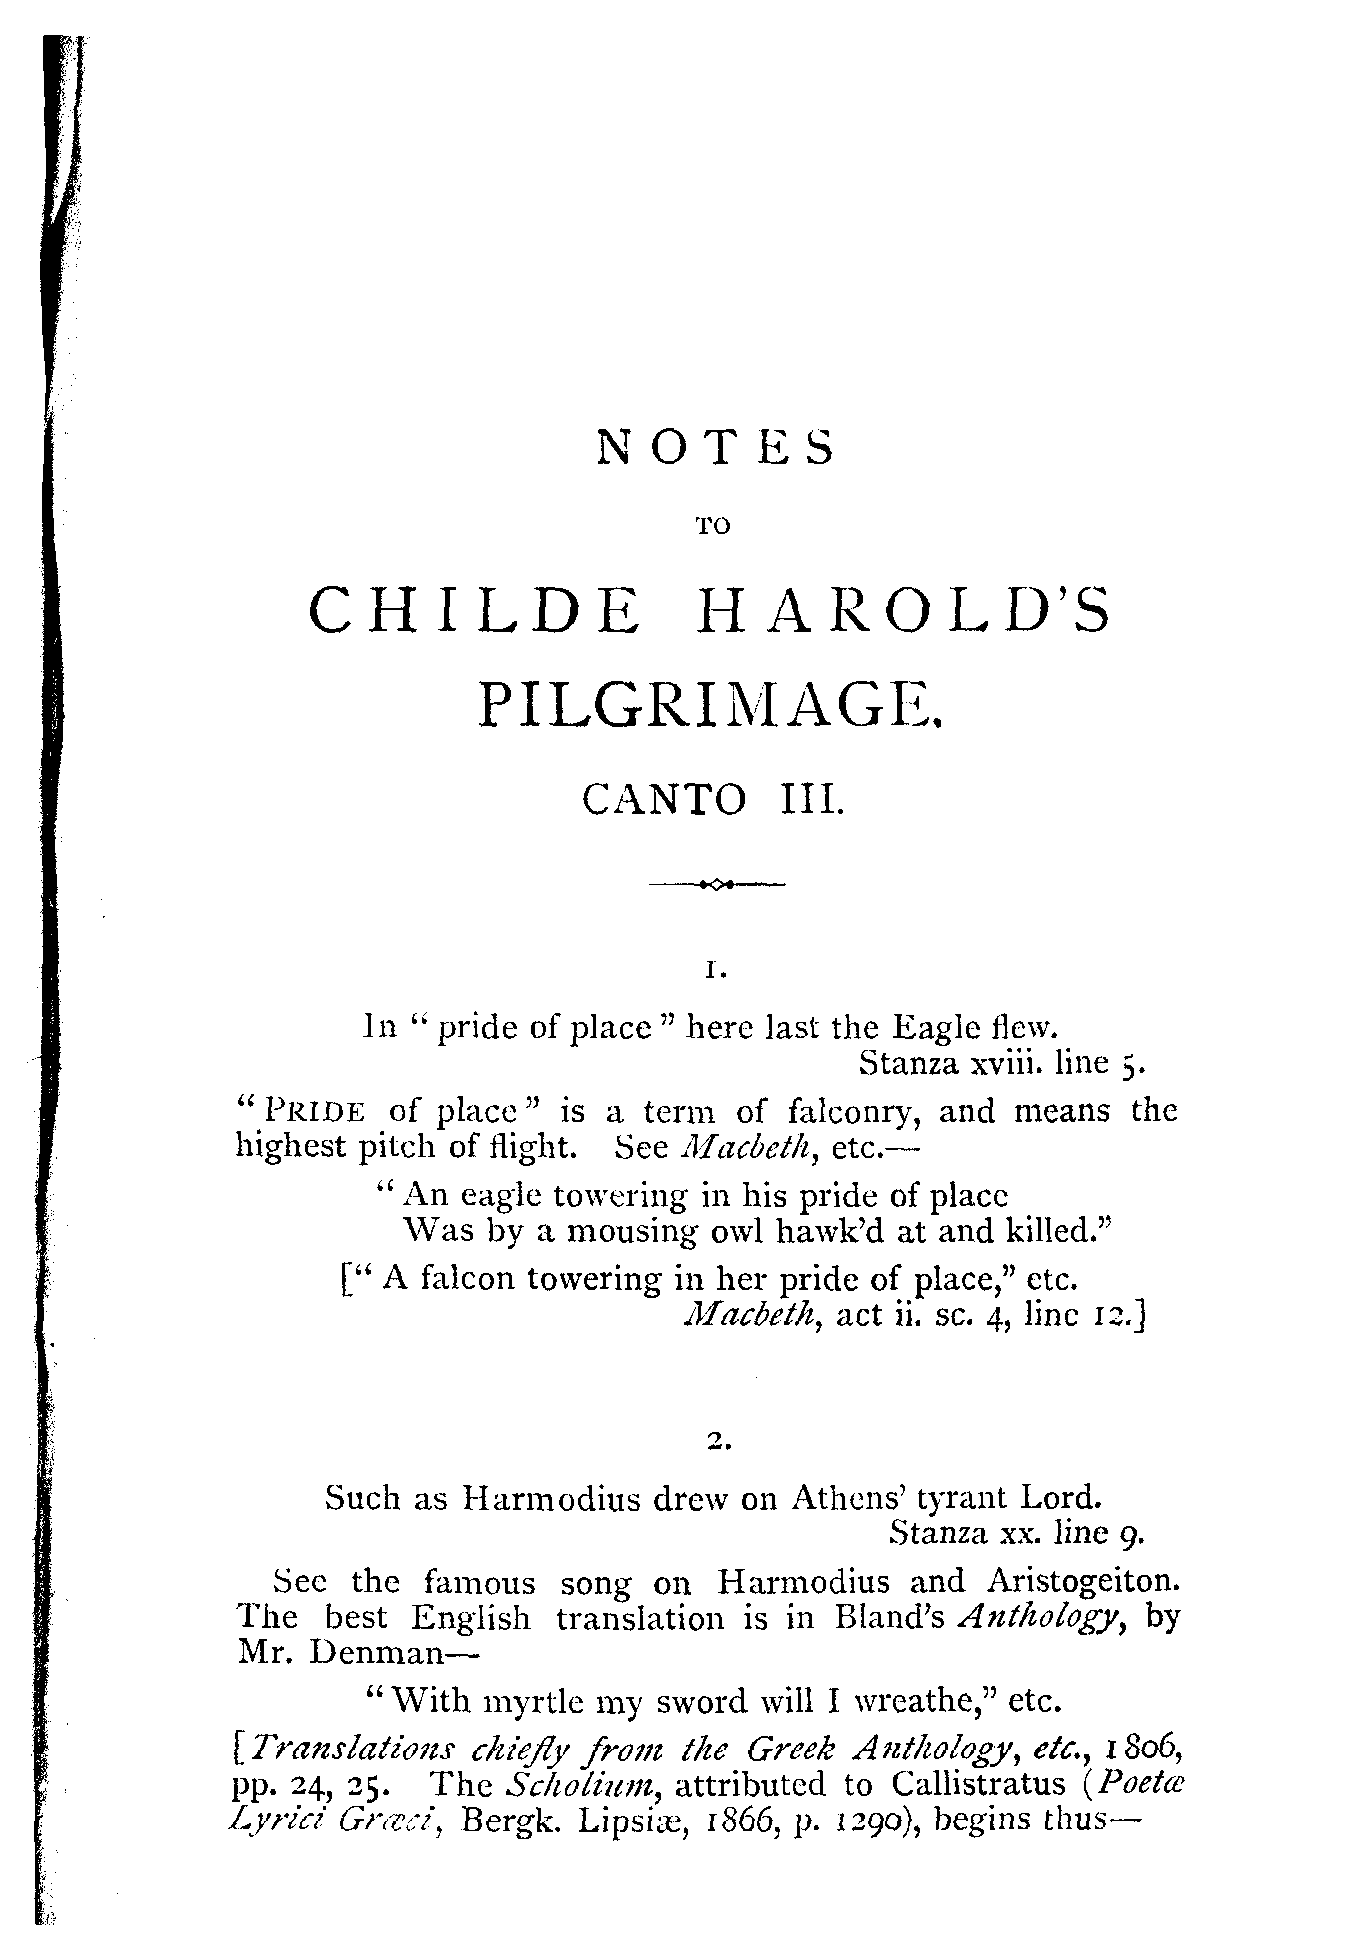 NOTES
TO
CHILDE HAROLD'S
PILGRIMAGE.
CANTO III.
1.
In "pride of place" here last the Eagle flew.
Stanza xviii. line 5.
"PRIDE of place" is a term of falconry, and means the
highest pitch of flight. See Macbeth, etc.—
"An eagle towering in his pride of place
Was by a mousing owl hawk'd at and killed."
["A falcon towering in her pride of place," etc.
Macbeth, act ii. sc. 4, line 12.]
2.
Such as Harmodius drew on Athens' tyrant Lord.
Stanza xx. line 9.
See the famous song on Harmodius and Aristogeiton.
The best English translation is in Bland's Anthology, by
Mr. Denman—
"With myrtle my sword will I wreathe," etc.
[Translations chiefly from the Greek Anthology, etc., 1806,
pp. 24, 25. The Scholium, attributed to Callistratus (Poetæ
Lyrici Græci, Bergk. Lipsiæ, 1866, p. 1290), begins thus—